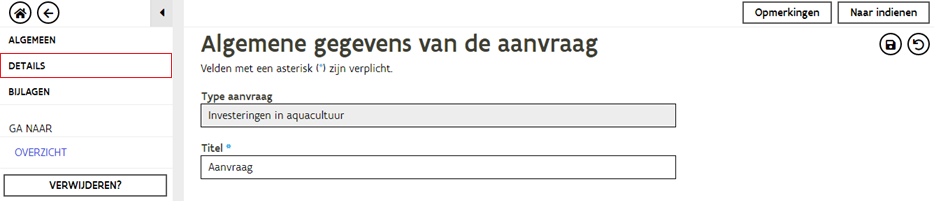 Opmerkingen
Naar indienen
ALGEMEEN
DETAILS
BIJLAGEN
GA NAAR
OVERZICHT
VERWIJDEREN?
Algemene gegevens van de aanvraag
Velden met een asterisk (*) zijn verplicht.
Type aanvraag
Investeringen in aquacultuur
Titel *
Aanvraag